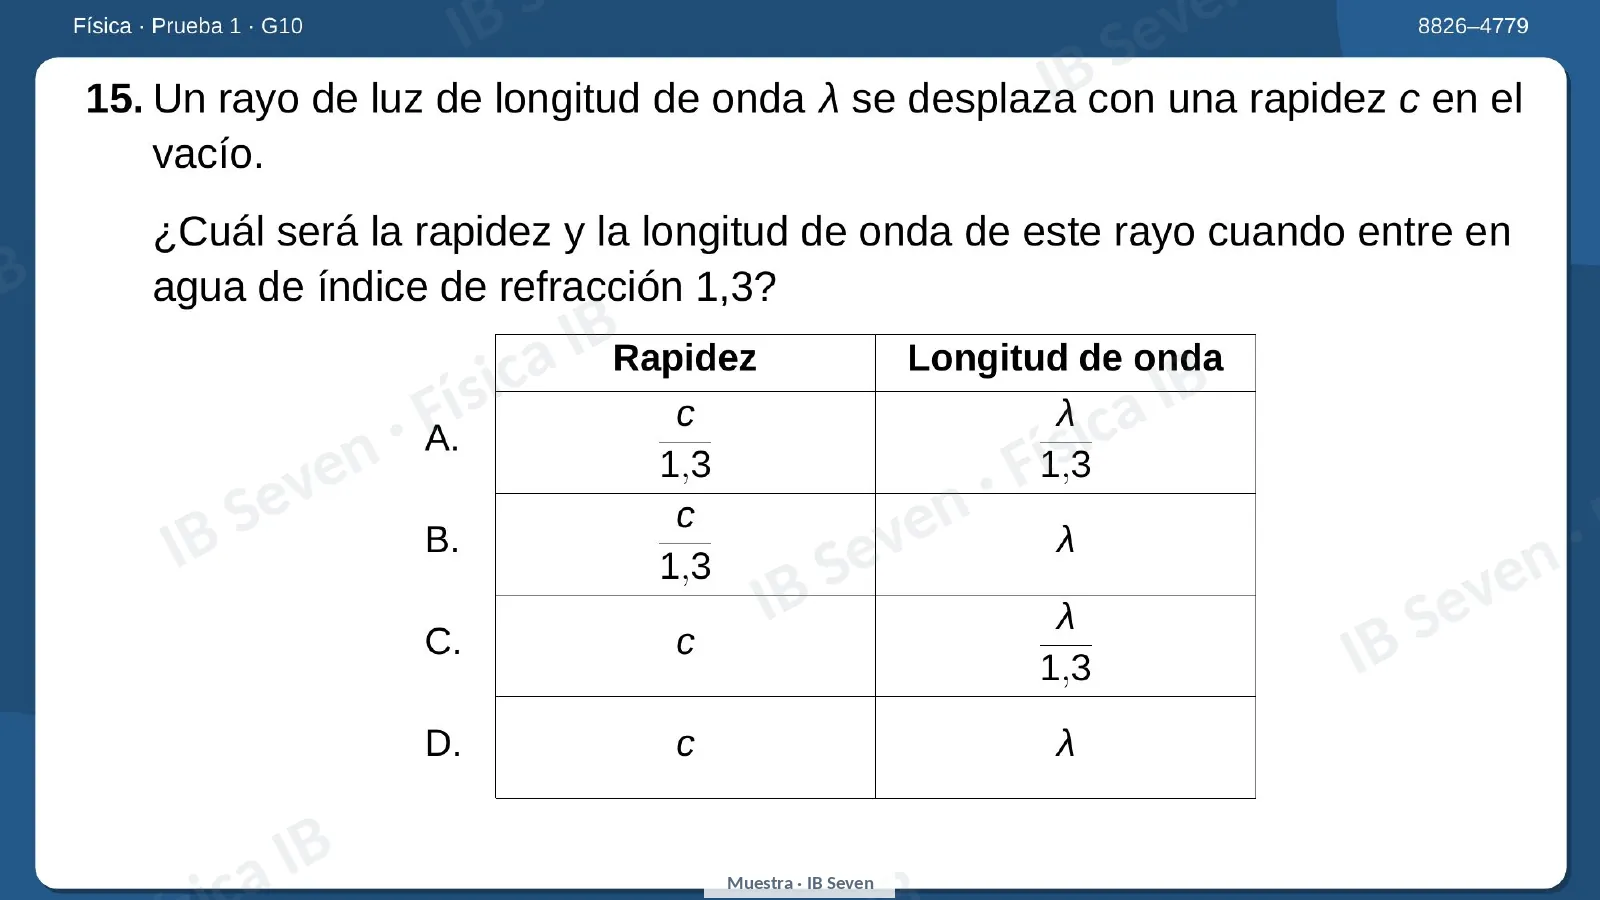 Física · Prueba 1 · G10
8826–4779
15. Un rayo de luz de longitud de onda λ se desplaza con una rapidez c en el
vacío.
¿Cuál será la rapidez y la longitud de onda de este rayo cuando entre en
agua de índice de refracción 1,3?
Rapidez Longitud de onda
A. c/1,3 λ/1,3
B. c/1,3 λ
C. c λ/1,3
D. c λ
IB Seven · Física IB
IB Seven · Física IB
IB Seven ·
IB Seven
Muestra · IB Seven